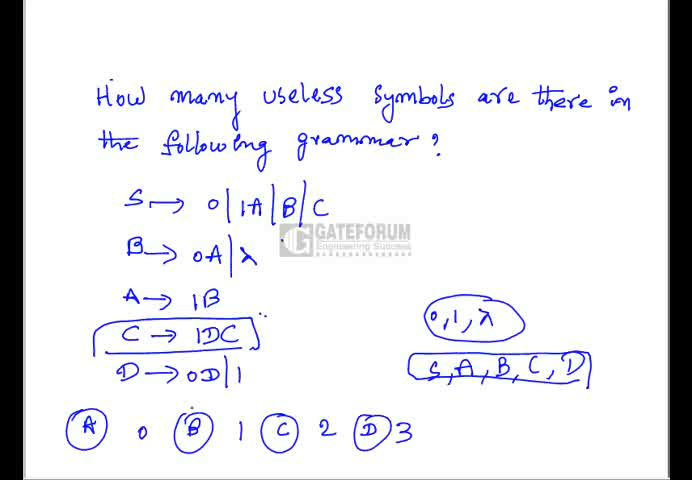 How many useless symbols are there in
the following grammar?
S → 0|1A|B|C
GATEFORUM
Engineering Success
B → 0A|λ
A → 1B
C → 1DC
0, 1, λ
D → 0D|1
S, A, B, C, D
A 0 B 1 C 2 D 3